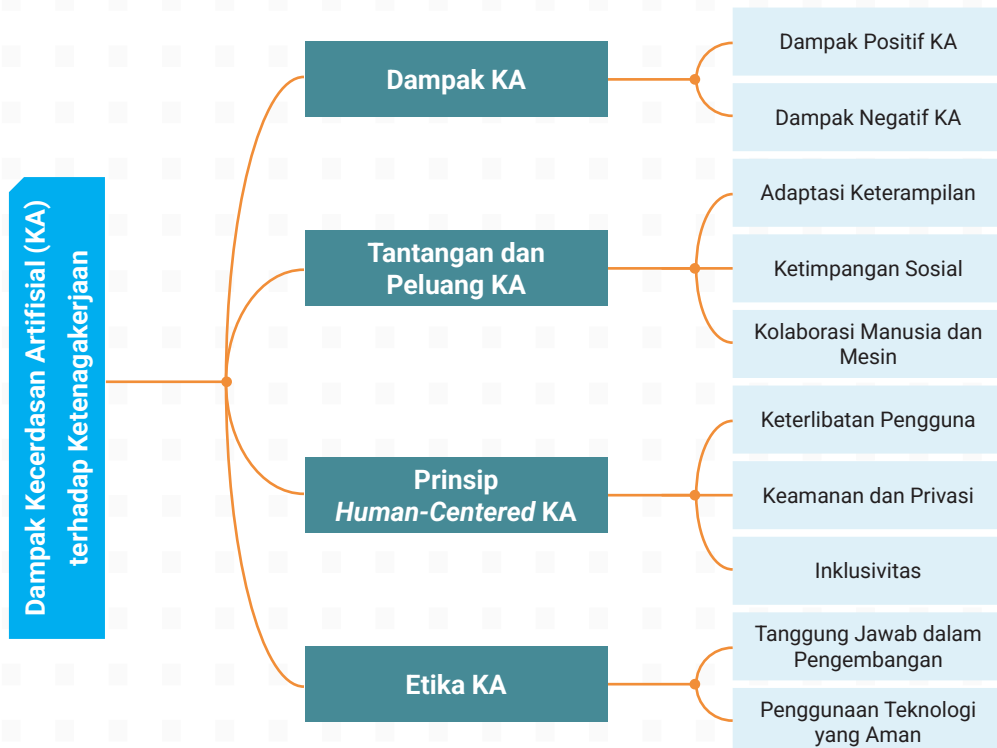 Dampak Kecerdasan Artifisial (KA)
terhadap Ketenagakerjaan
Dampak KA
Dampak Positif KA
Dampak Negatif KA
Tantangan dan
Peluang KA
Adaptasi Keterampilan
Ketimpangan Sosial
Kolaborasi Manusia dan
Mesin
Prinsip
Human-Centered KA
Keterlibatan Pengguna
Keamanan dan Privasi
Inklusivitas
Etika KA
Tanggung Jawab dalam
Pengembangan
Penggunaan Teknologi
yang Aman